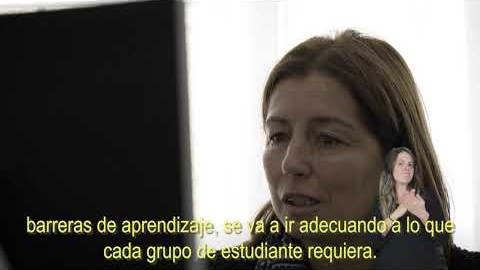 barreras de aprendizaje, se va a ir adecuando a lo que
cada grupo de estudiante requiera.